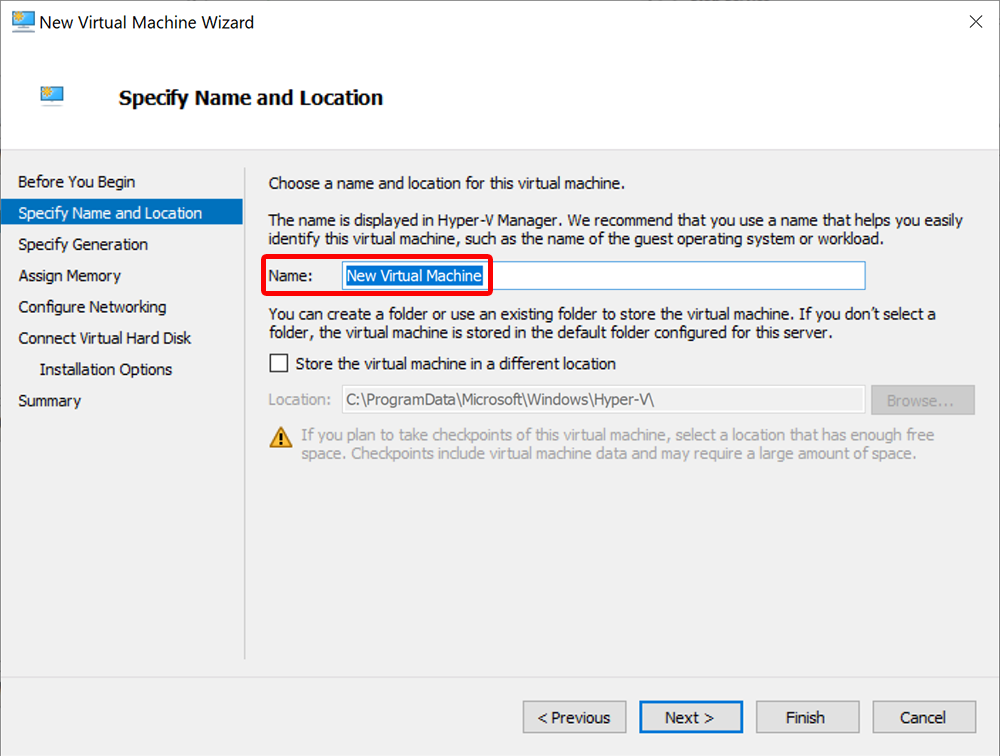 New Virtual Machine Wizard
Specify Name and Location
Before You Begin
Specify Name and Location
Specify Generation
Assign Memory
Configure Networking
Connect Virtual Hard Disk
Installation Options
Summary
Choose a name and location for this virtual machine.
The name is displayed in Hyper-V Manager. We recommend that you use a name that helps you easily
identify this virtual machine, such as the name of the guest operating system or workload.
Name: New Virtual Machine
You can create a folder or use an existing folder to store the virtual machine. If you don't select a
folder, the virtual machine is stored in the default folder configured for this server.
Store the virtual machine in a different location
Location: C:\ProgramData\Microsoft\Windows\Hyper-V\ Browse...
If you plan to take checkpoints of this virtual machine, select a location that has enough free
space. Checkpoints include virtual machine data and may require a large amount of space.
< Previous Next > Finish Cancel